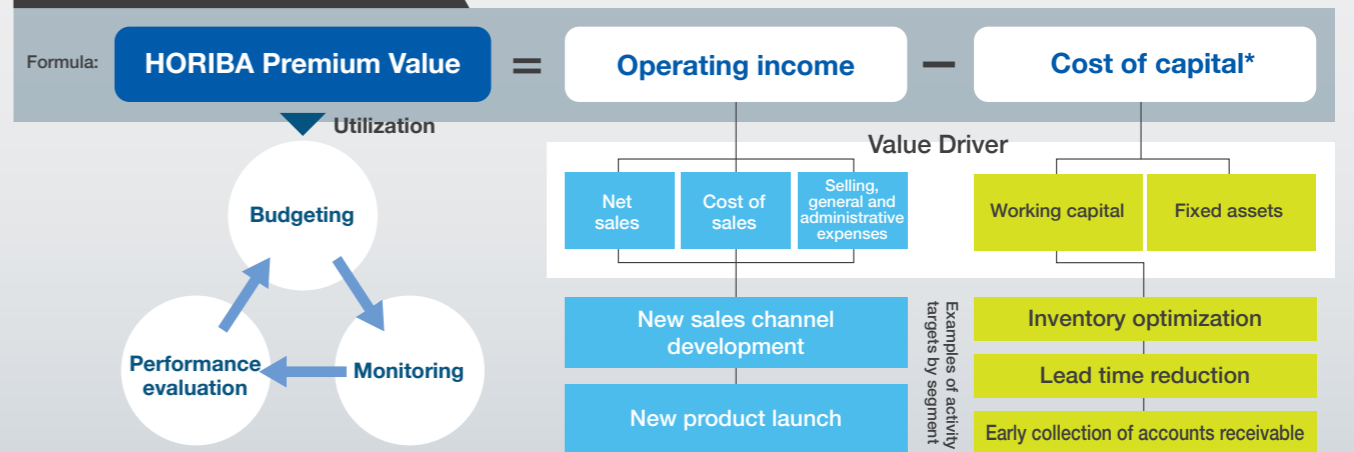 Formula:
HORIBA Premium Value
=
Operating income
–
Cost of capital*
Utilization
Value Driver
Budgeting
Performance
evaluation
Monitoring
Net
sales
Cost of
sales
Selling,
general and
administrative
expenses
Working capital
Fixed assets
New sales channel
development
New product launch
Examples of activity
targets by segment
Inventory optimization
Lead time reduction
Early collection of accounts receivable